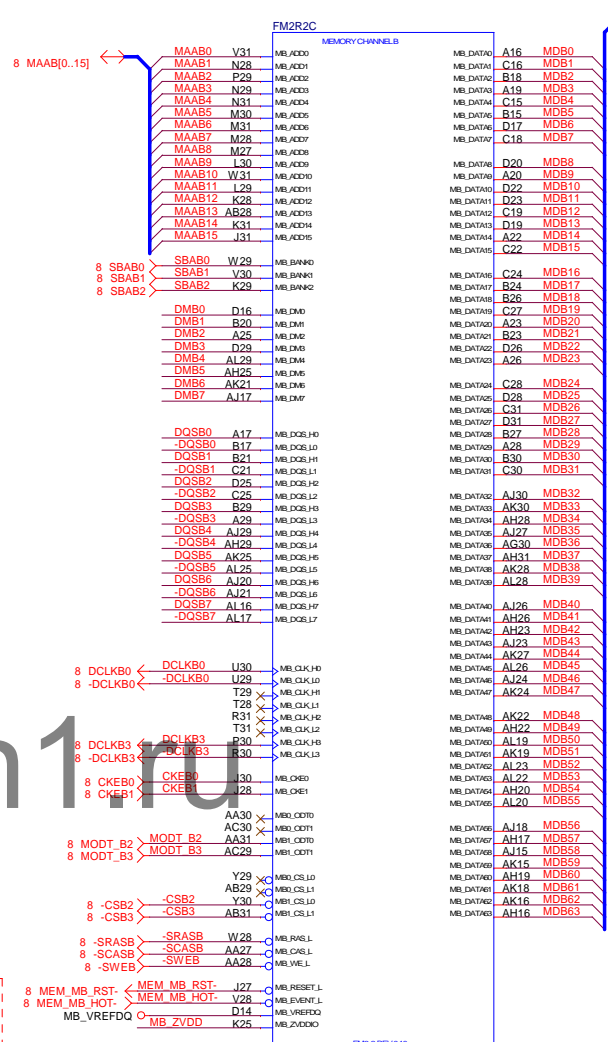 FM2R2C
MEMORY CHANNEL B
8 MAAB[0..15]
MAAB0 V31 MB_ADD0
MAAB1 N28 MB_ADD1
MAAB2 P29 MB_ADD2
MAAB3 N29 MB_ADD3
MAAB4 N31 MB_ADD4
MAAB5 M30 MB_ADD5
MAAB6 M31 MB_ADD6
MAAB7 M28 MB_ADD7
MAAB8 M27 MB_ADD8
MAAB9 L30 MB_ADD9
MAAB10 W31 MB_ADD10
MAAB11 L29 MB_ADD11
MAAB12 K28 MB_ADD12
MAAB13 AB28 MB_ADD13
MAAB14 K31 MB_ADD14
MAAB15 J31 MB_ADD15
8 SBAB0 SBAB0 W29 MB_BANK0
8 SBAB1 SBAB1 V30 MB_BANK1
8 SBAB2 SBAB2 K29 MB_BANK2
DMB0 D16 MB_DM0
DMB1 B20 MB_DM1
DMB2 A25 MB_DM2
DMB3 D29 MB_DM3
DMB4 AL29 MB_DM4
DMB5 AH25 MB_DM5
DMB6 AK21 MB_DM6
DMB7 AJ17 MB_DM7
DQSB0 A17 MB_DQS_H0
-DQSB0 B17 MB_DQS_L0
DQSB1 B21 MB_DQS_H1
-DQSB1 C21 MB_DQS_L1
DQSB2 D25 MB_DQS_H2
-DQSB2 C25 MB_DQS_L2
DQSB3 B29 MB_DQS_H3
-DQSB3 A29 MB_DQS_L3
DQSB4 AJ29 MB_DQS_H4
-DQSB4 AH29 MB_DQS_L4
DQSB5 AK25 MB_DQS_H5
-DQSB5 AL25 MB_DQS_L5
DQSB6 AJ20 MB_DQS_H6
-DQSB6 AJ21 MB_DQS_L6
DQSB7 AL16 MB_DQS_H7
-DQSB7 AL17 MB_DQS_L7
8 DCLKB0 DCLKB0 U30 MB_CLK_H0
8 -DCLKB0 -DCLKB0 U29 MB_CLK_L0
T29 MB_CLK_H1
T28 MB_CLK_L1
R31 MB_CLK_H2
T31 MB_CLK_L2
8 DCLKB3 DCLKB3 P30 MB_CLK_H3
8 -DCLKB3 -DCLKB3 R30 MB_CLK_L3
8 CKEB0 CKEB0 J30 MB_CKE0
8 CKEB1 CKEB1 J28 MB_CKE1
AA30 MB0_ODT0
AC30 MB0_ODT1
8 MODT_B2 MODT_B2 AA31 MB1_ODT0
8 MODT_B3 MODT_B3 AC29 MB1_ODT1
Y29 MB0_CS_L0
AB29 MB0_CS_L1
8 -CSB2 -CSB2 Y30 MB1_CS_L0
8 -CSB3 -CSB3 AB31 MB1_CS_L1
8 -SRASB -SRASB W28 MB_RAS_L
8 -SCASB -SCASB AA27 MB_CAS_L
8 -SWEB -SWEB AA28 MB_WE_L
8 MEM_MB_RST- MEM_MB_RST- J27 MB_RESET_L
8 MEM_MB_HOT- MEM_MB_HOT- V28 MB_EVENT_L
MB_VREFDQ D14 MB_VREFDQ
MB_ZVDD K25 MB_ZVDDIO
MB_DATA0 A16 MDB0
MB_DATA1 C16 MDB1
MB_DATA2 B18 MDB2
MB_DATA3 A19 MDB3
MB_DATA4 C15 MDB4
MB_DATA5 B15 MDB5
MB_DATA6 D17 MDB6
MB_DATA7 C18 MDB7
MB_DATA8 D20 MDB8
MB_DATA9 A20 MDB9
MB_DATA10 D22 MDB10
MB_DATA11 D23 MDB11
MB_DATA12 C19 MDB12
MB_DATA13 D19 MDB13
MB_DATA14 A22 MDB14
MB_DATA15 C22 MDB15
MB_DATA16 C24 MDB16
MB_DATA17 B24 MDB17
MB_DATA18 B26 MDB18
MB_DATA19 C27 MDB19
MB_DATA20 A23 MDB20
MB_DATA21 B23 MDB21
MB_DATA22 D26 MDB22
MB_DATA23 A26 MDB23
MB_DATA24 C28 MDB24
MB_DATA25 D28 MDB25
MB_DATA26 C31 MDB26
MB_DATA27 D31 MDB27
MB_DATA28 B27 MDB28
MB_DATA29 A28 MDB29
MB_DATA30 B30 MDB30
MB_DATA31 C30 MDB31
MB_DATA32 AJ30 MDB32
MB_DATA33 AK30 MDB33
MB_DATA34 AH28 MDB34
MB_DATA35 AJ27 MDB35
MB_DATA36 AG30 MDB36
MB_DATA37 AH31 MDB37
MB_DATA38 AK28 MDB38
MB_DATA39 AL28 MDB39
MB_DATA40 AJ26 MDB40
MB_DATA41 AH26 MDB41
MB_DATA42 AH23 MDB42
MB_DATA43 AJ23 MDB43
MB_DATA44 AK27 MDB44
MB_DATA45 AL26 MDB45
MB_DATA46 AJ24 MDB46
MB_DATA47 AK24 MDB47
MB_DATA48 AK22 MDB48
MB_DATA49 AH22 MDB49
MB_DATA50 AL19 MDB50
MB_DATA51 AK19 MDB51
MB_DATA52 AL23 MDB52
MB_DATA53 AL22 MDB53
MB_DATA54 AH20 MDB54
MB_DATA55 AL20 MDB55
MB_DATA56 AJ18 MDB56
MB_DATA57 AH17 MDB57
MB_DATA58 AJ15 MDB58
MB_DATA59 AK15 MDB59
MB_DATA60 AH19 MDB60
MB_DATA61 AK18 MDB61
MB_DATA62 AK16 MDB62
MB_DATA63 AH16 MDB63
n1.ru